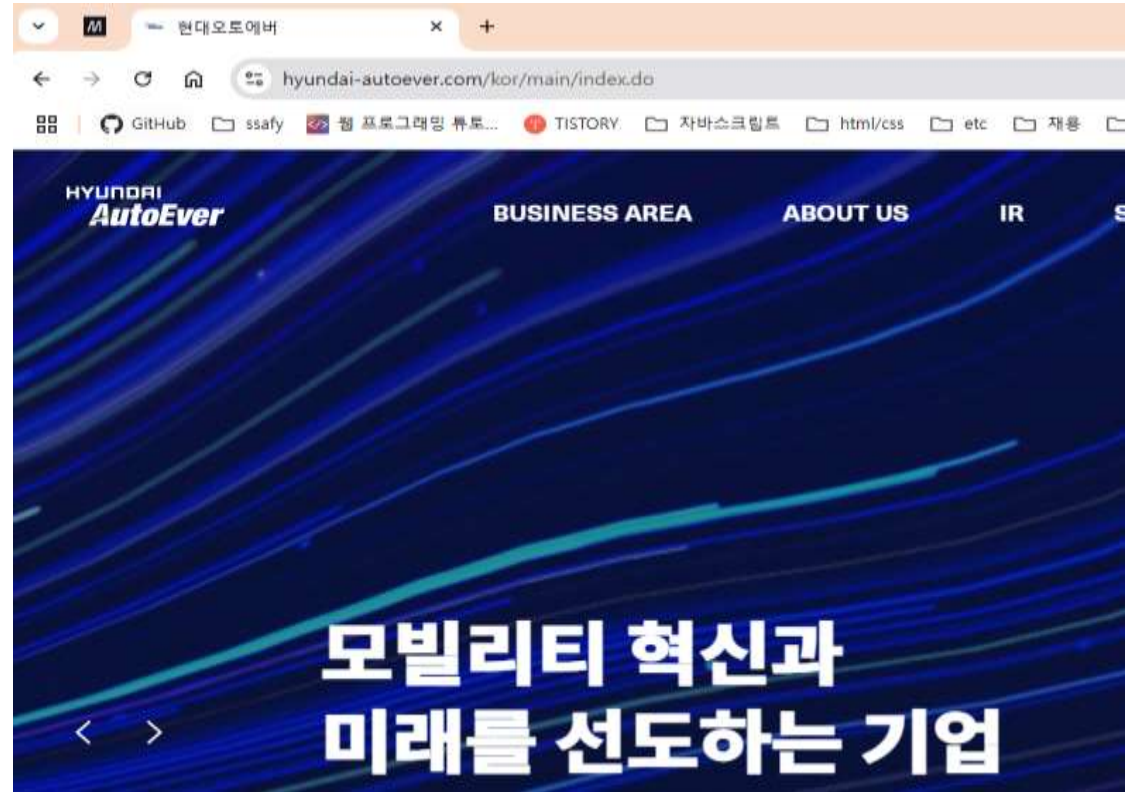 현대오토에버
hyundai-autoever.com/kor/main/index.do
GitHub ssafy 웹 프로그래밍 튜토... TISTORY 자바스크립트 html/css etc 채용
HYUNDAI
AutoEver
BUSINESS AREA ABOUT US IR S
모빌리티 혁신과
미래를 선도하는 기업